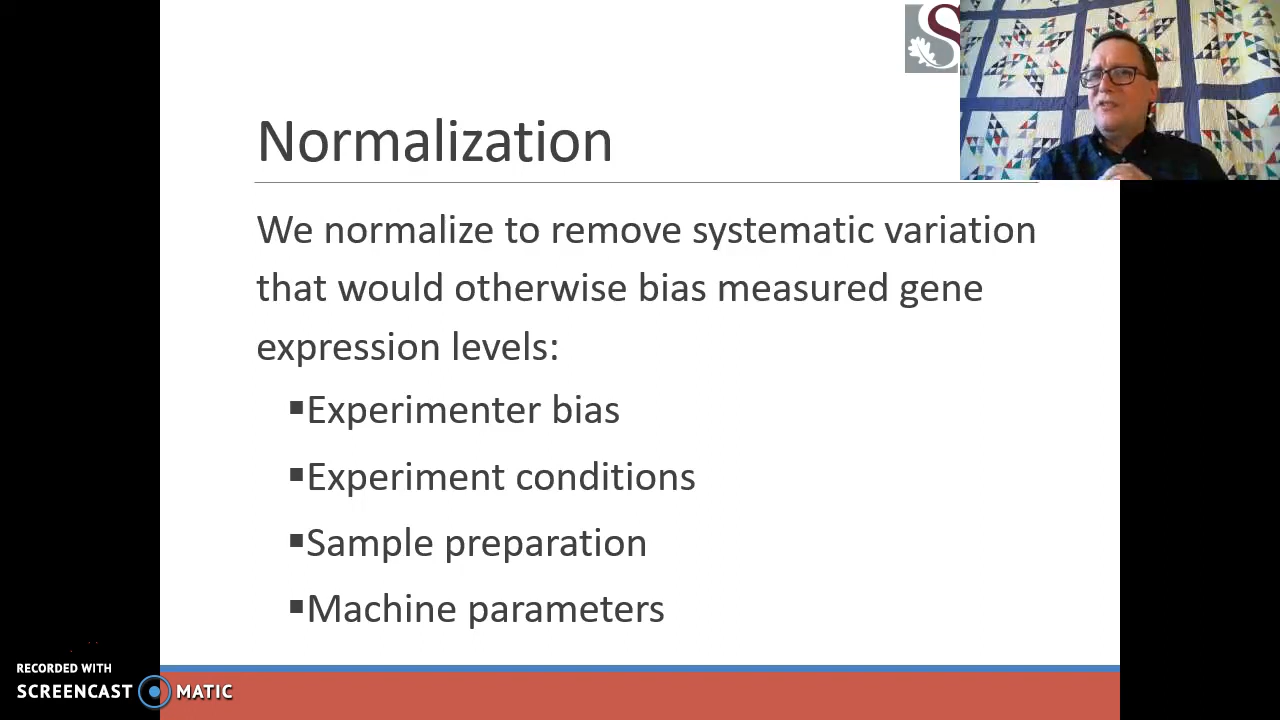 S
Normalization
We normalize to remove systematic variation
that would otherwise bias measured gene
expression levels:
▪Experimenter bias
▪Experiment conditions
▪Sample preparation
▪Machine parameters
RECORDED WITH
SCREENCAST MATIC